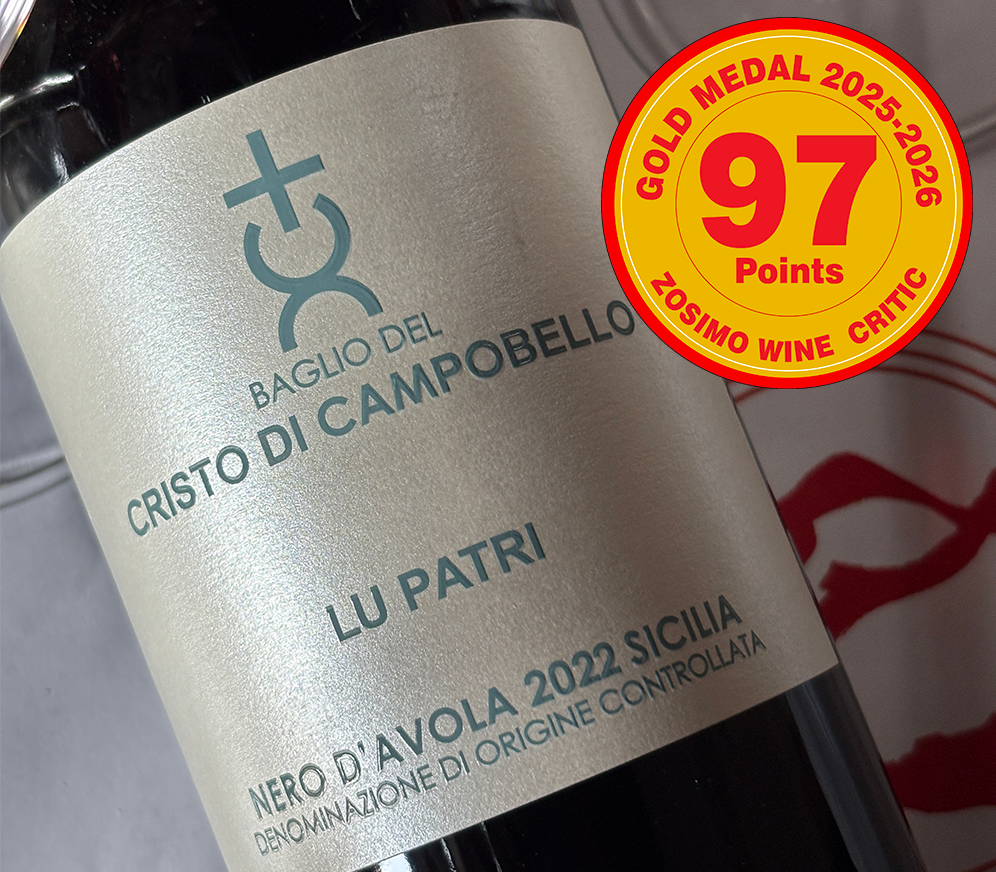 BAGLIO DEL
CRISTO DI CAMPOBELLO
LU PATRI
NERO D'AVOLA 2022 SICILIA
DENOMINAZIONE DI ORIGINE CONTROLLATA
GOLD MEDAL 2025-2026
97
Points
ZOSIMO WINE CRITIC